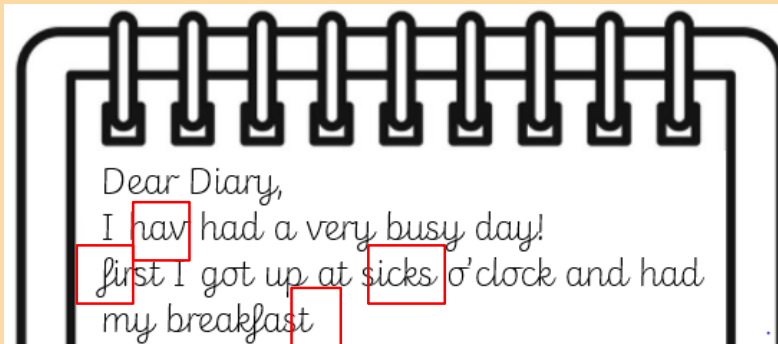 Dear Diary,
I hav had a very busy day!
first I got up at sicks o'clock and had
my breakfast